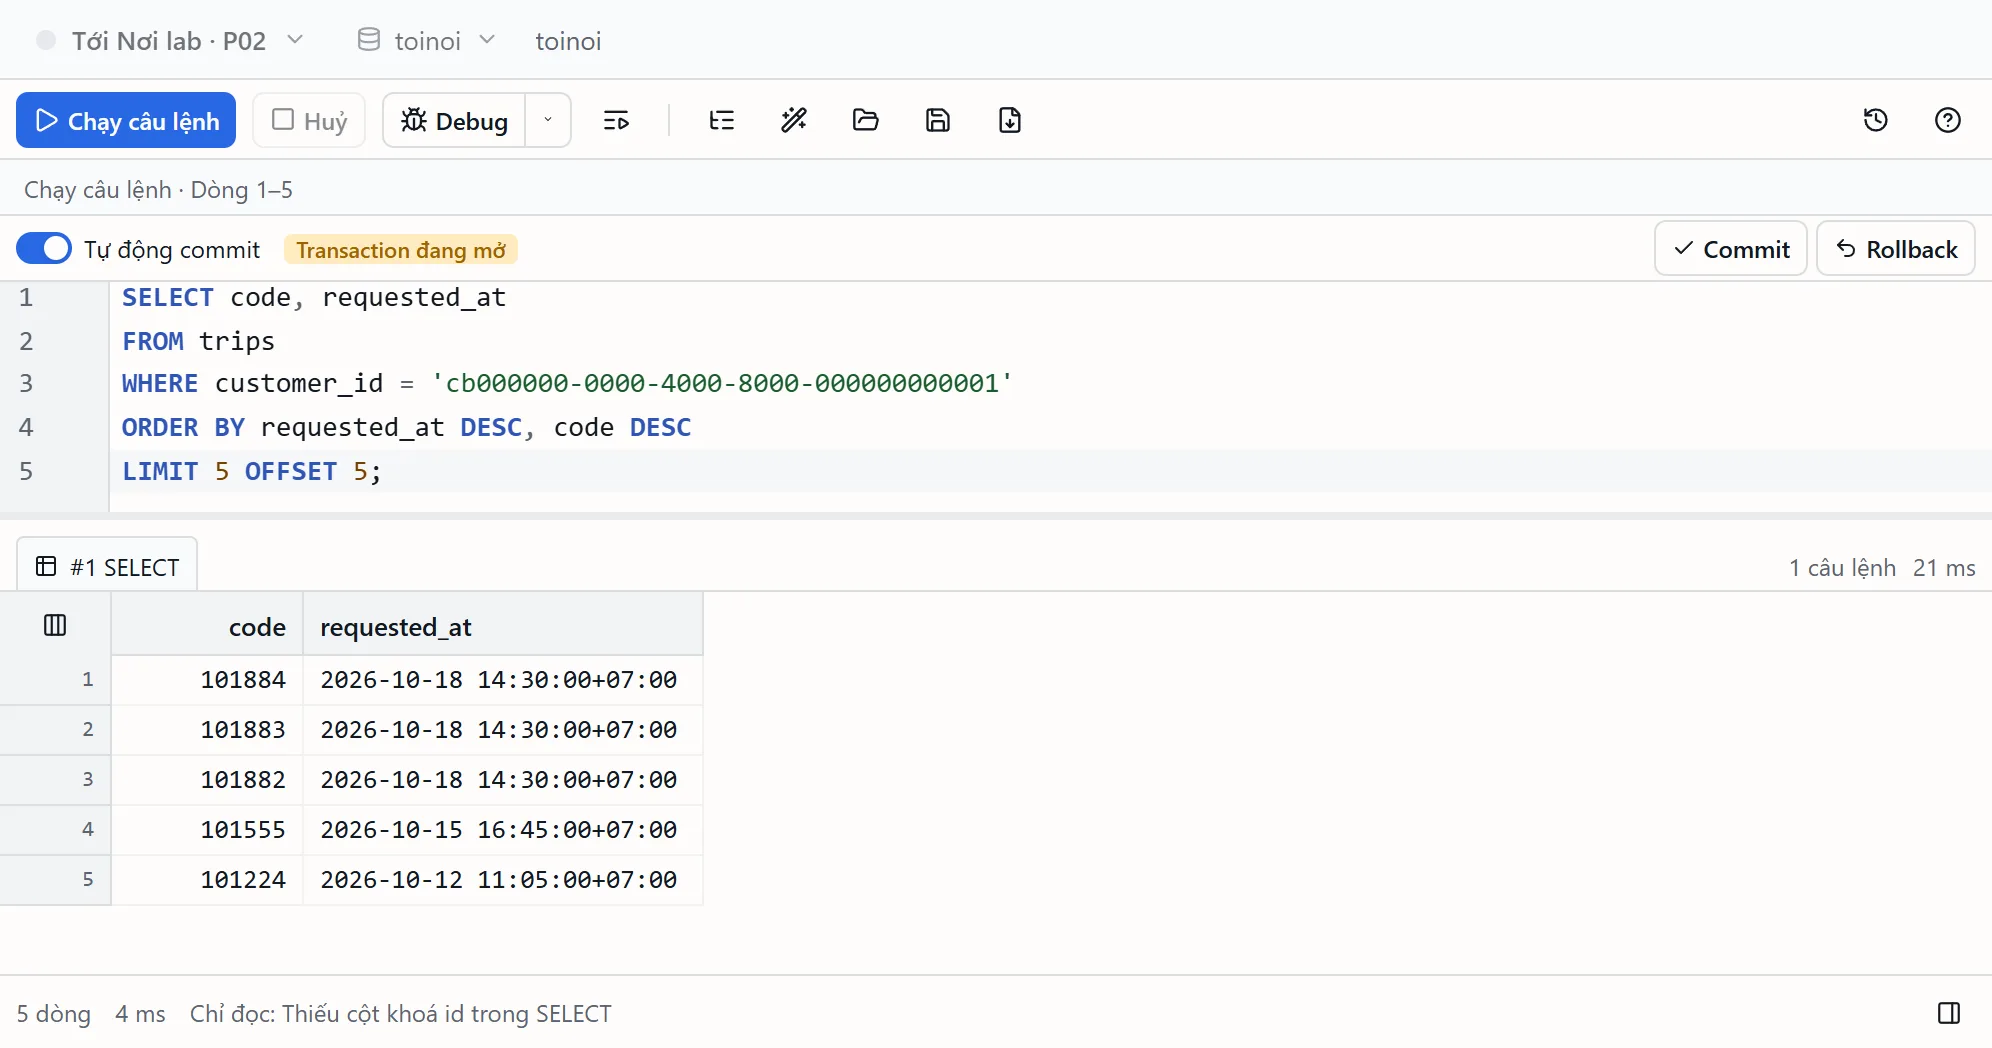 Tới Nơi lab · P02 toinoi toinoi
Chạy câu lệnh Huỷ Debug
Chạy câu lệnh · Dòng 1–5
Tự động commit Transaction đang mở Commit Rollback
1 SELECT code, requested_at
2 FROM trips
3 WHERE customer_id = 'cb000000-0000-4000-8000-000000000001'
4 ORDER BY requested_at DESC, code DESC
5 LIMIT 5 OFFSET 5;
#1 SELECT 1 câu lệnh 21 ms
code requested_at
1 101884 2026-10-18 14:30:00+07:00
2 101883 2026-10-18 14:30:00+07:00
3 101882 2026-10-18 14:30:00+07:00
4 101555 2026-10-15 16:45:00+07:00
5 101224 2026-10-12 11:05:00+07:00
5 dòng 4 ms Chỉ đọc: Thiếu cột khoá id trong SELECT